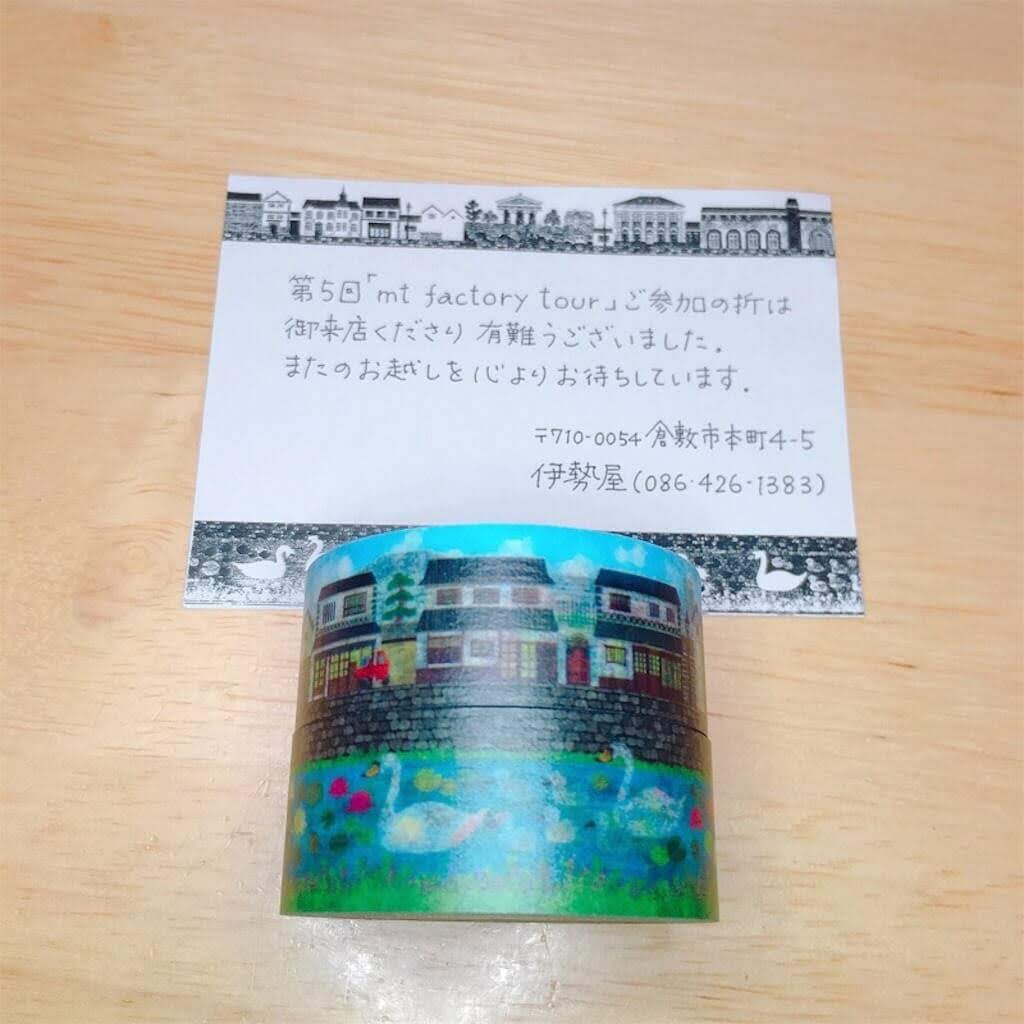 第5回「mt factory tour」ご参加の折は
御来店くださり有難うございました。
またのお越しを心よりお待ちしています。
〒710-0054 倉敷市本町4-5
伊勢屋(086・426・1383)